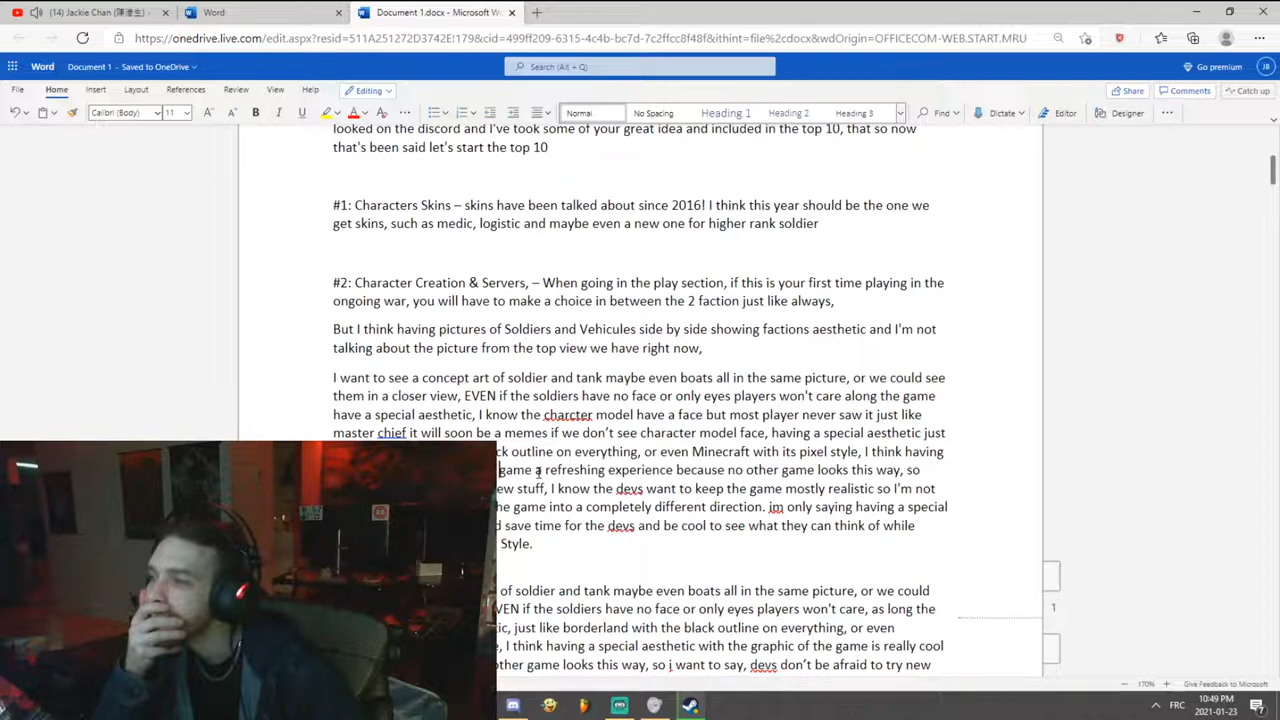 (14) Jackie Chan (陳港生) - 
Word
Document 1.docx - Microsoft Wo
https://onedrive.live.com/edit.aspx?resid=511A251272D3742E!179&cid=499ff209-6315-4c4b-bc7d-7c2ffcc8f48f&ithint=file%2cdocx&wdOrigin=OFFICECOM-WEB.START.MRU
Word Document 1 - Saved to OneDrive
Search (Alt + Q)
Go premium JB
File Home Insert Layout References Review View Help Editing
Share Comments Catch up
Calibri (Body) 11 B I U A Normal No Spacing Heading 1 Heading 2 Heading 3 Find Dictate Editor Designer
looked on the discord and I've took some of your great idea and included in the top 10, that so now
that's been said let's start the top 10
#1: Characters Skins – skins have been talked about since 2016! I think this year should be the one we
get skins, such as medic, logistic and maybe even a new one for higher rank soldier
#2: Character Creation & Servers, – When going in the play section, if this is your first time playing in the
ongoing war, you will have to make a choice in between the 2 faction just like always,
But I think having pictures of Soldiers and Vehicules side by side showing factions aesthetic and I'm not
talking about the picture from the top view we have right now,
I want to see a concept art of soldier and tank maybe even boats all in the same picture, or we could see
them in a closer view, EVEN if the soldiers have no face or only eyes players won't care along the game
have a special aesthetic, I know the charcter model have a face but most player never saw it just like
master chief it will soon be a memes if we don't see character model face, having a special aesthetic just
ck outline on everything, or even Minecraft with its pixel style, I think having
game a refreshing experience because no other game looks this way, so
ew stuff, I know the devs want to keep the game mostly realistic so I'm not
he game into a completely different direction. im only saying having a special
d save time for the devs and be cool to see what they can think of while
Style.
of soldier and tank maybe even boats all in the same picture, or we could
VEN if the soldiers have no face or only eyes players won't care, as long the
ic, just like borderland with the black outline on everything, or even
, I think having a special aesthetic with the graphic of the game is really cool
other game looks this way, so i want to say, devs don't be afraid to try new
1
170% Give Feedback to Microsoft
FRC
10:49 PM
2021-01-23